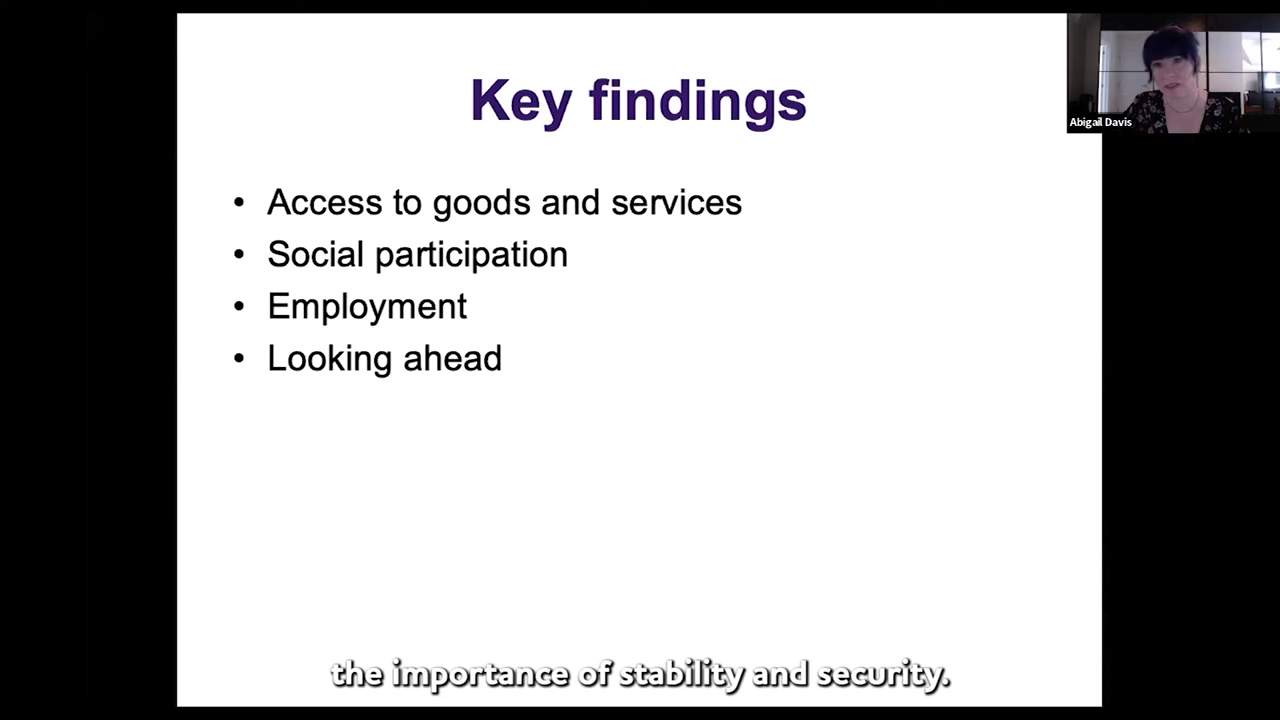 Key findings
Abigail Davis
• Access to goods and services
• Social participation
• Employment
• Looking ahead
the importance of stability and security.